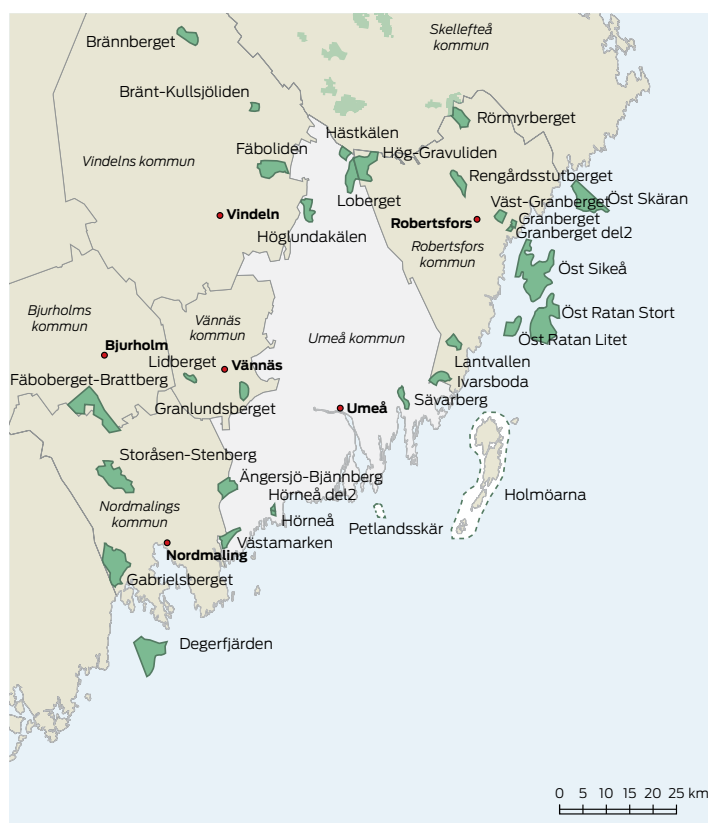 Skellefteå
kommun
Brännberget
Bränt-Kullsjöliden
Rörmyrberget
Hästkälen
Fäboliden
Hög-Gravuliden
Vindelns kommun
Rengårdsstutberget
Loberget
Väst-Granberget
Öst Skäran
Vindeln
Robertsfors
Granberget
Granberget del2
Höglundakälen
Robertsfors
kommun
Öst Sikeå
Bjurholms
kommun
Vännäs
kommun
Umeå kommun
Öst Ratan Stort
Öst Ratan Litet
Bjurholm
Lidberget
Vännäs
Lantvallen
Fäboberget-Brattberg
Ivarsboda
Sävarberg
Granlundsberget
Umeå
Storåsen-Stenberg
Ängersjö-Bjännberg
Hörneå del2
Holmöarna
Nordmalings
kommun
Hörneå
Petlandsskär
Västamarken
Nordmaling
Gabrielsberget
Degerfjärden
0 5 10 15 20 25 km